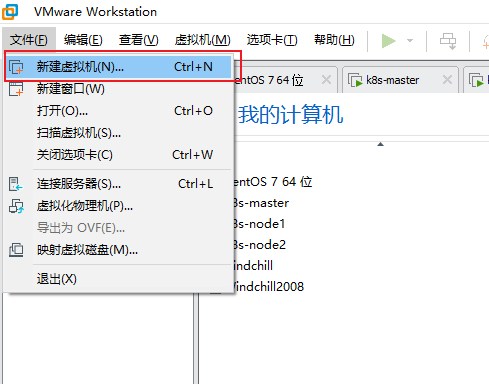 VMware Workstation
文件(F) 编辑(E) 查看(V) 虚拟机(M) 选项卡(T) 帮助(H)
新建虚拟机(N)... Ctrl+N
新建窗口(W)
打开(O)... Ctrl+O
扫描虚拟机(S)...
关闭选项卡(C) Ctrl+W
连接服务器(S)... Ctrl+L
虚拟化物理机(P)...
导出为 OVF(E)...
映射虚拟磁盘(M)...
退出(X)
entOS 7 64 位 k8s-master
我的计算机
entOS 7 64 位
8s-master
8s-node1
8s-node2
indchill
indchill2008